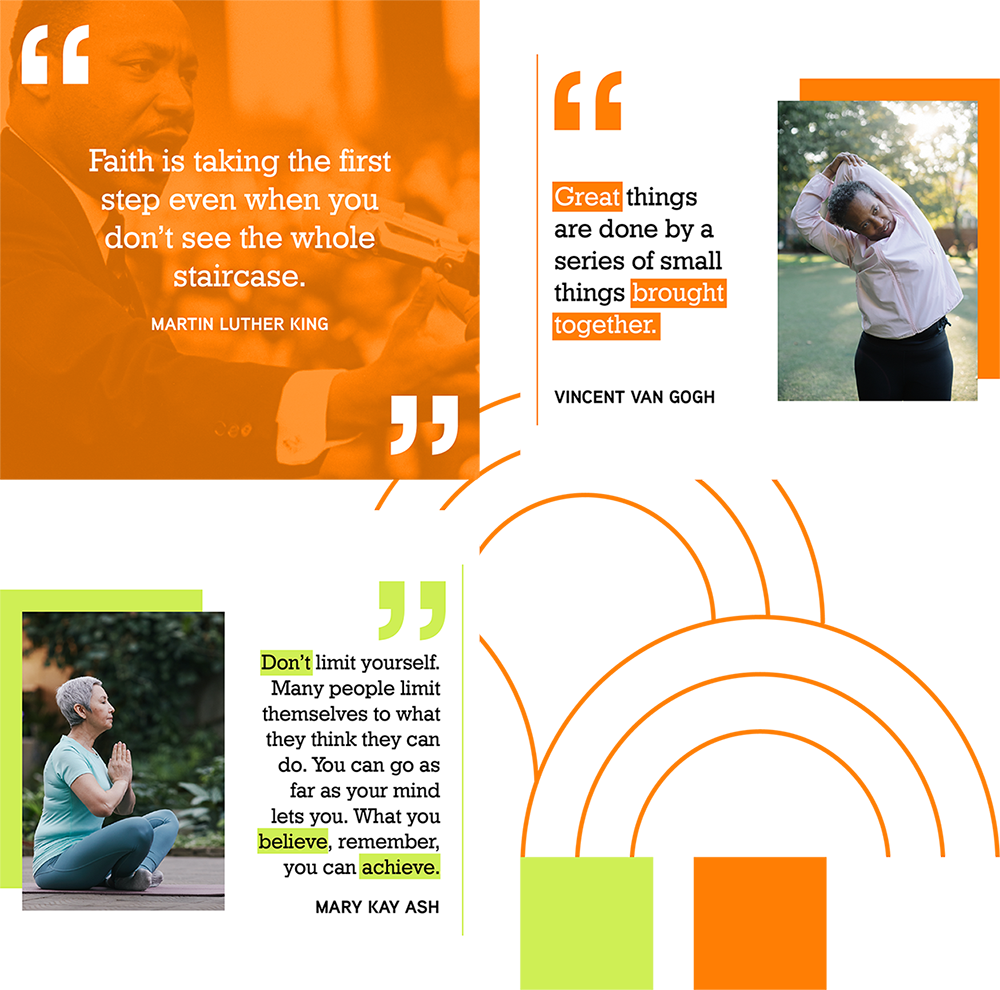 “
Faith is taking the first
step even when you
don’t see the whole
staircase.
MARTIN LUTHER KING
”
“
Great things
are done by a
series of small
things brought
together.
VINCENT VAN GOGH
”
Don’t limit yourself.
Many people limit
themselves to what
they think they can
do. You can go as
far as your mind
lets you. What you
believe, remember,
you can achieve.
MARY KAY ASH